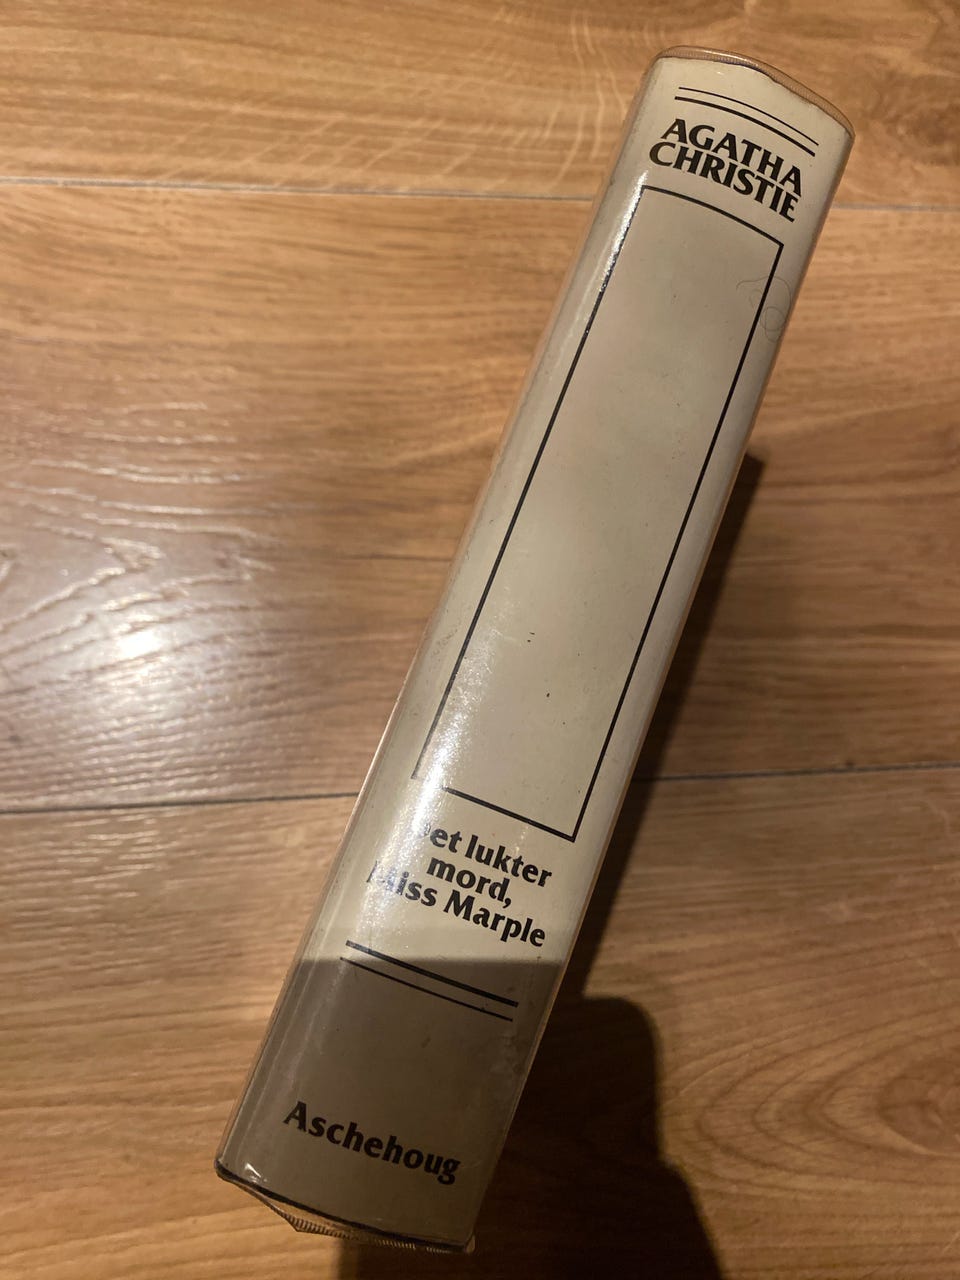 AGATHA
CHRISTIE
Det lukter
mord,
Miss Marple
Aschehoug